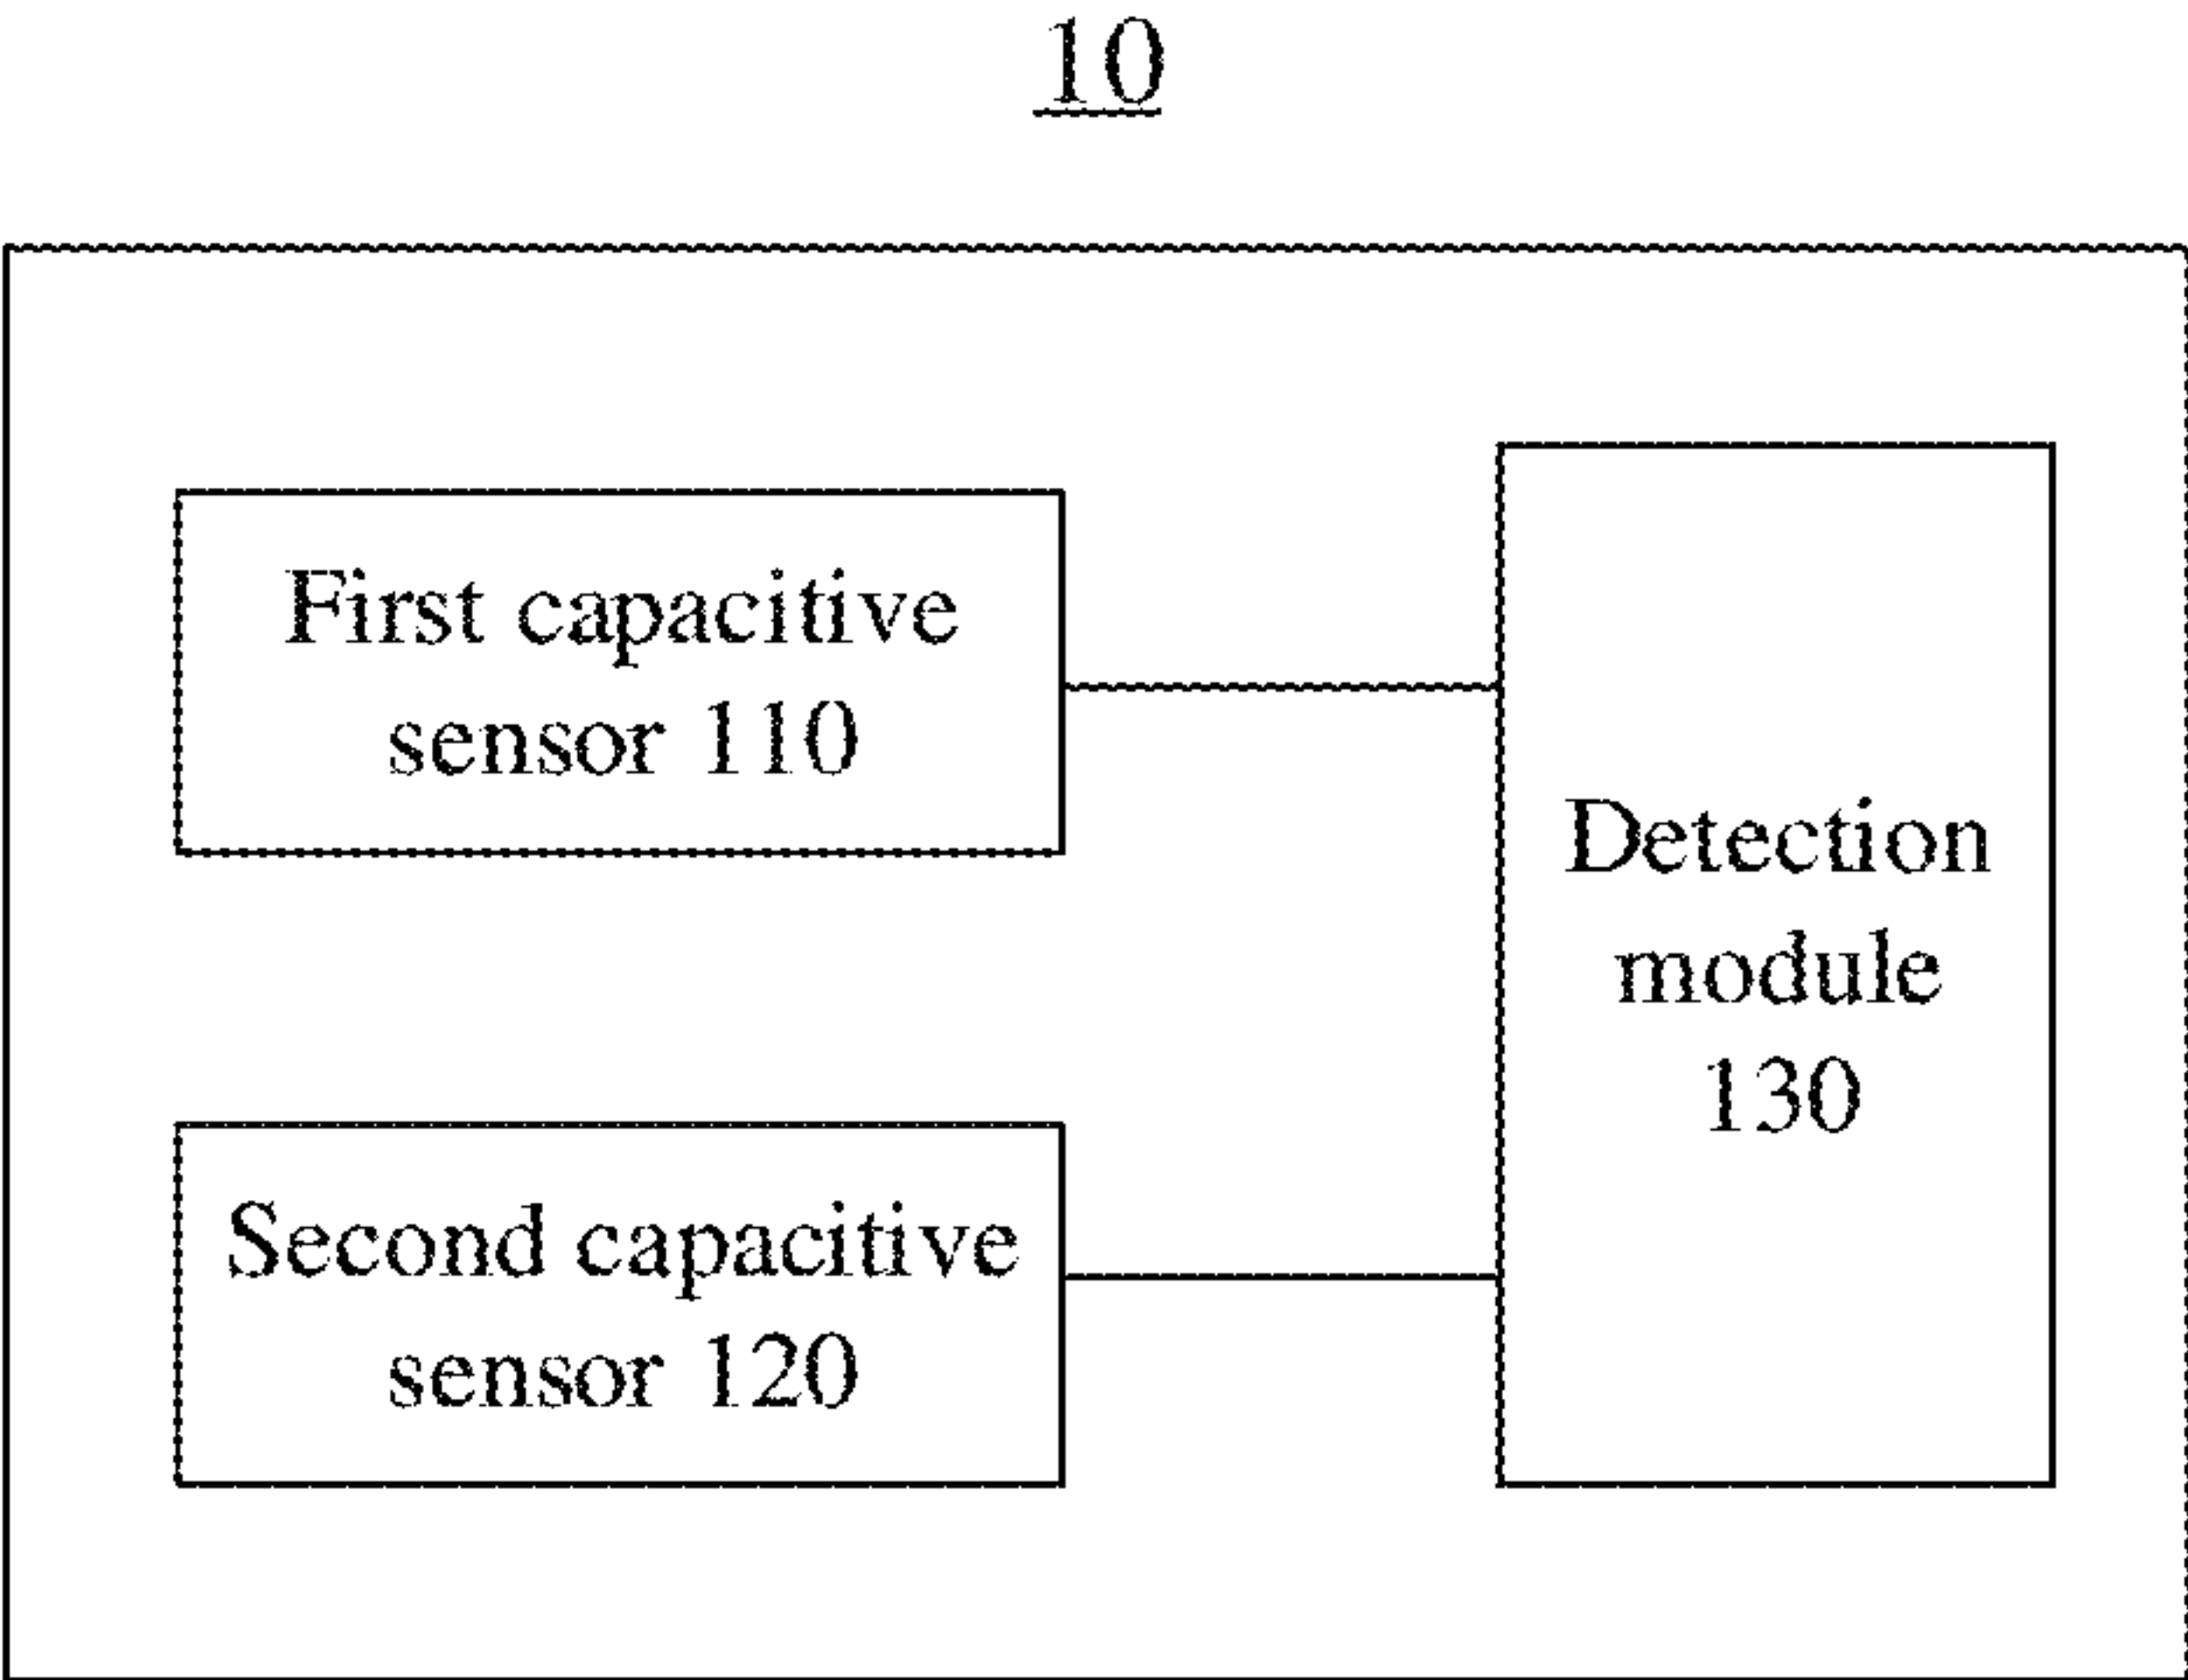 10
First capacitive
sensor 110
Detection
module
130
Second capacitive
sensor 120